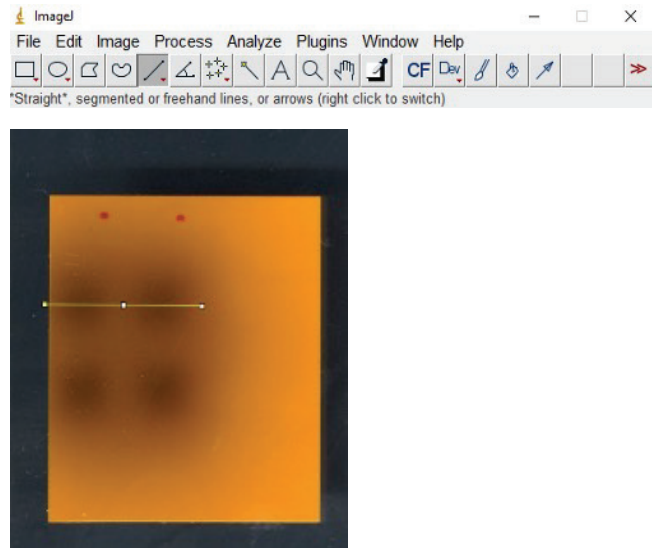 ImageJ
File Edit Image Process Analyze Plugins Window Help
A CF Dev >>
*Straight*, segmented or freehand lines, or arrows (right click to switch)